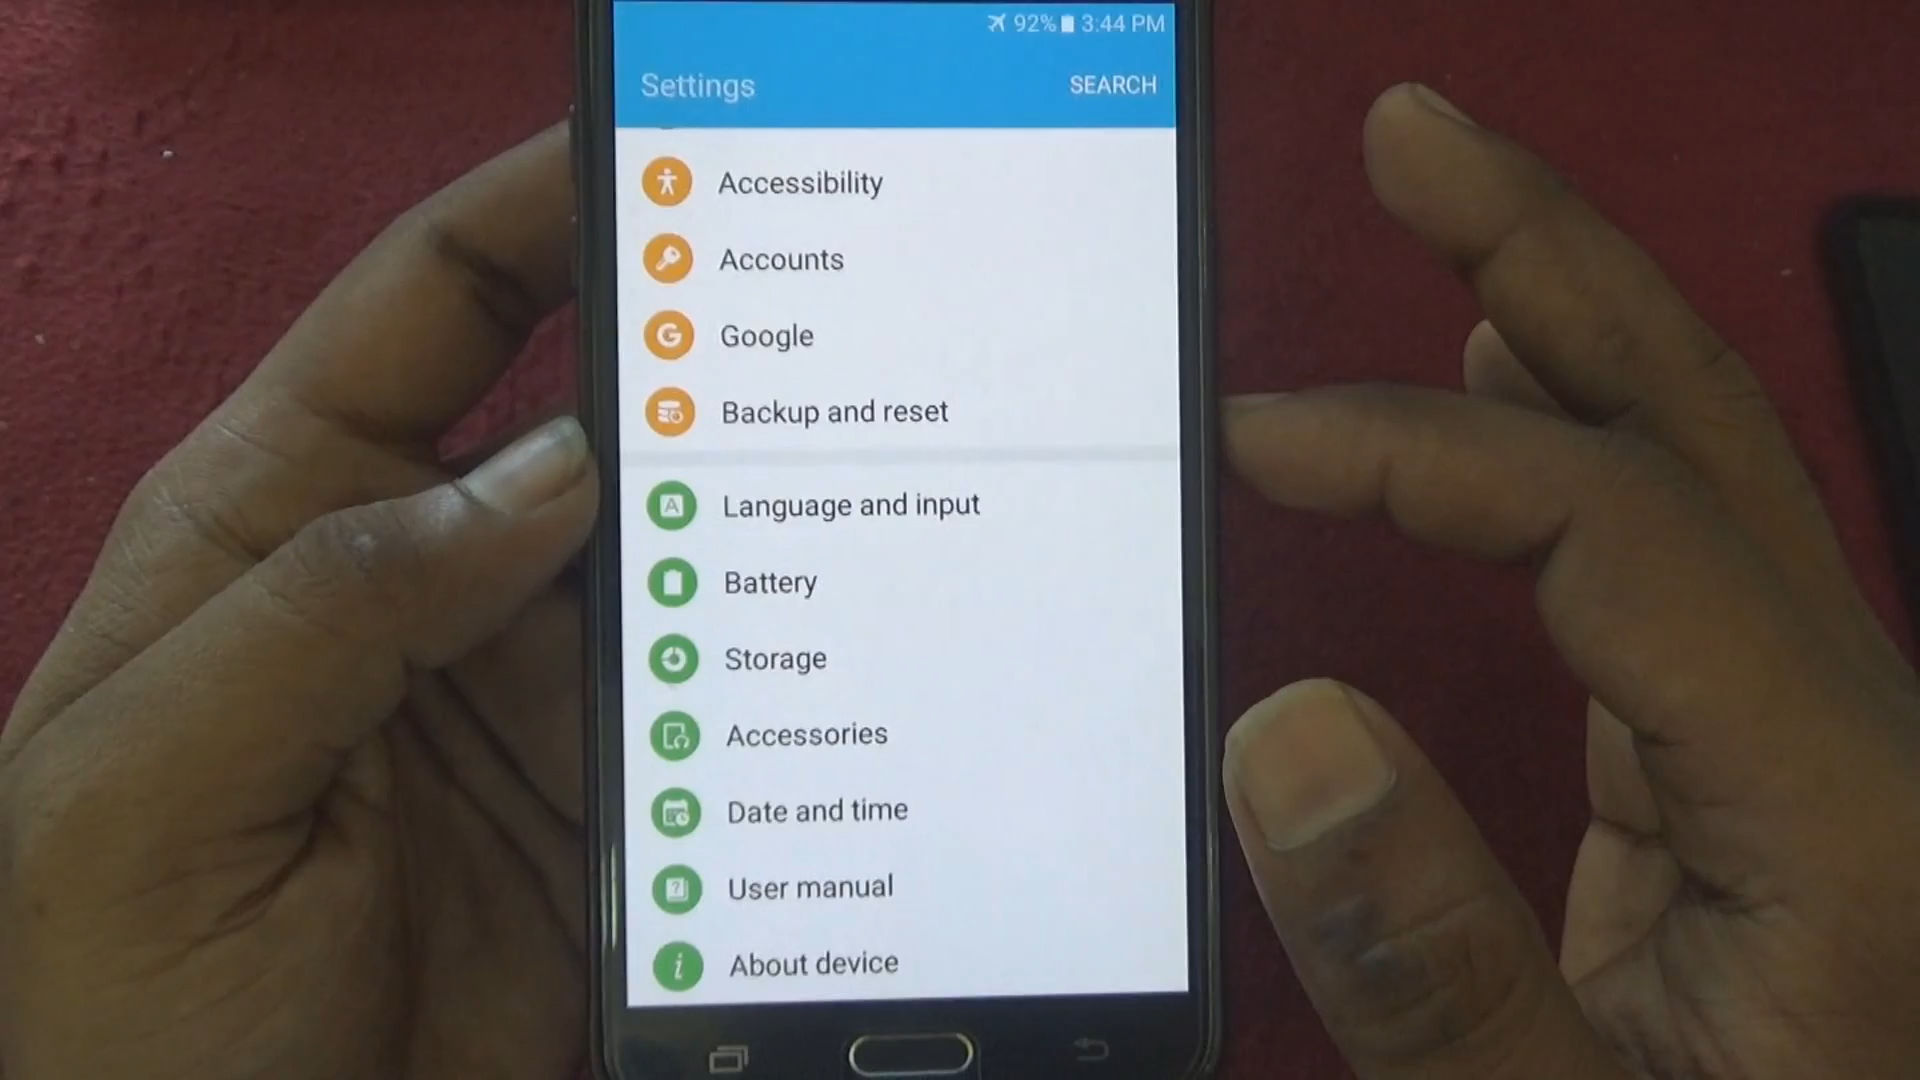 92% 3:44 PM
Settings SEARCH
Accessibility
Accounts
Google
Backup and reset
Language and input
Battery
Storage
Accessories
Date and time
User manual
About device